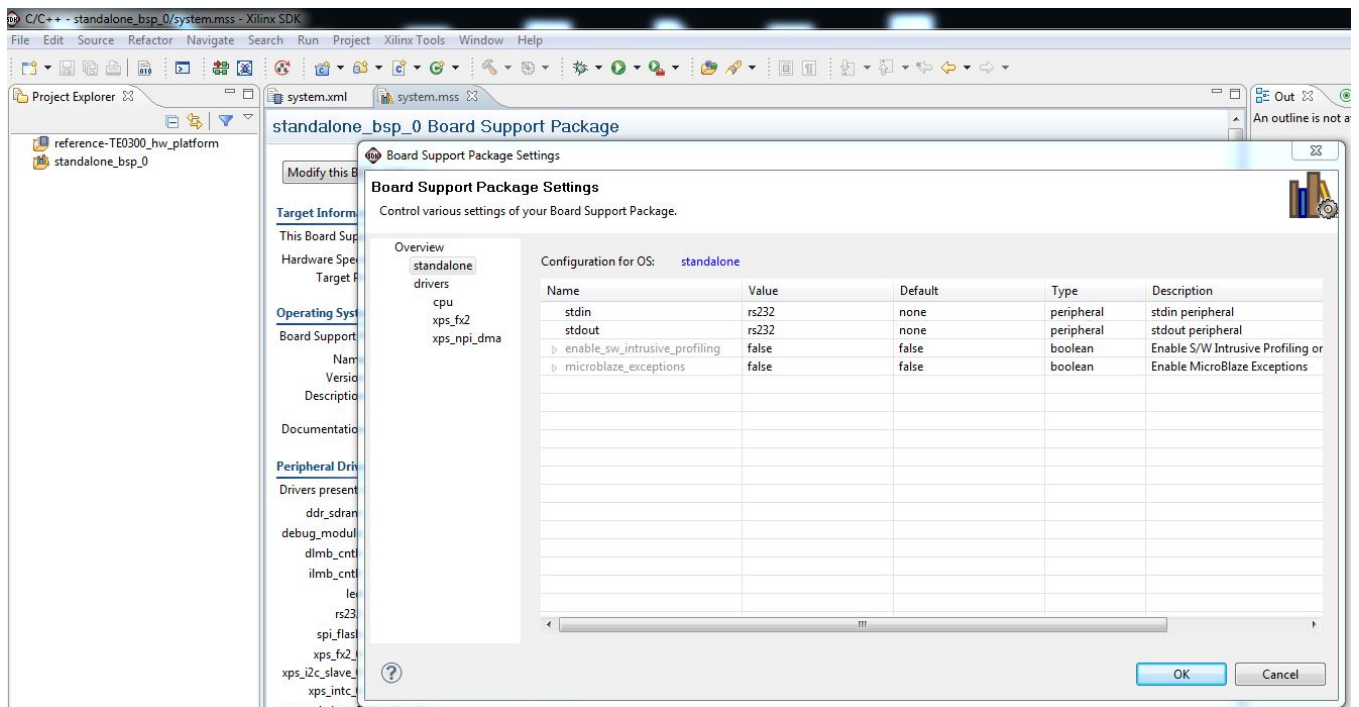 C/C++ - standalone_bsp_0/system.mss - Xilinx SDK
File Edit Source Refactor Navigate Search Run Project Xilinx Tools Window Help
Project Explorer
system.xml
system.mss
Out
An outline is not a
reference-TE0300_hw_platform
standalone_bsp_0
standalone_bsp_0 Board Support Package
Modify this B
Target Inform
This Board Sup
Hardware Spe
Target P
Operating Syst
Board Support
Nam
Versio
Descriptio
Documentatio
Peripheral Driv
Drivers present
ddr_sdran
debug_modul
dlmb_cntl
ilmb_cntl
le
rs23
spi_flas
xps_fx2_
xps_i2c_slave_
xps_intc_
Board Support Package Settings
Board Support Package Settings
Control various settings of your Board Support Package.
Overview
standalone
drivers
cpu
xps_fx2
xps_npi_dma
Configuration for OS: standalone
Name Value Default Type Description
stdin rs232 none peripheral stdin peripheral
stdout rs232 none peripheral stdout peripheral
enable_sw_intrusive_profiling false false boolean Enable S/W Intrusive Profiling or
microblaze_exceptions false false boolean Enable MicroBlaze Exceptions
OK Cancel